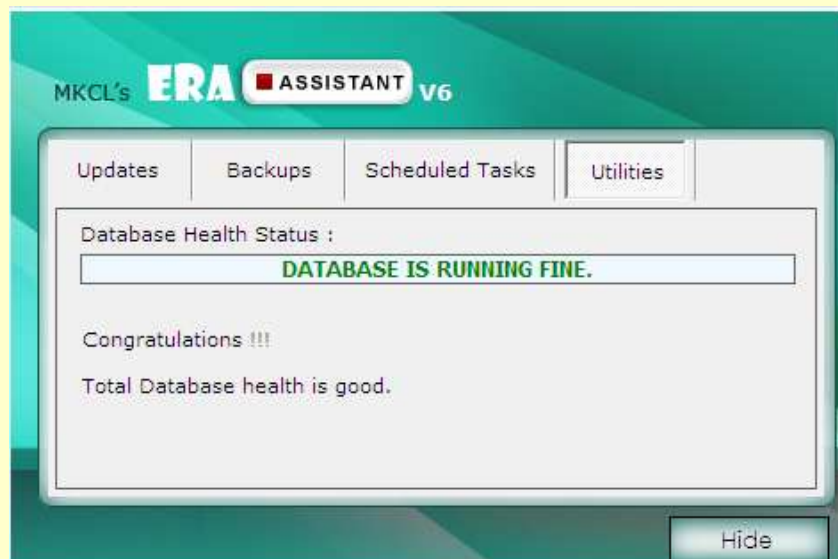 MKCL's ERA ASSISTANT V6
Updates Backups Scheduled Tasks Utilities
Database Health Status :
DATABASE IS RUNNING FINE.
Congratulations !!!
Total Database health is good.
Hide